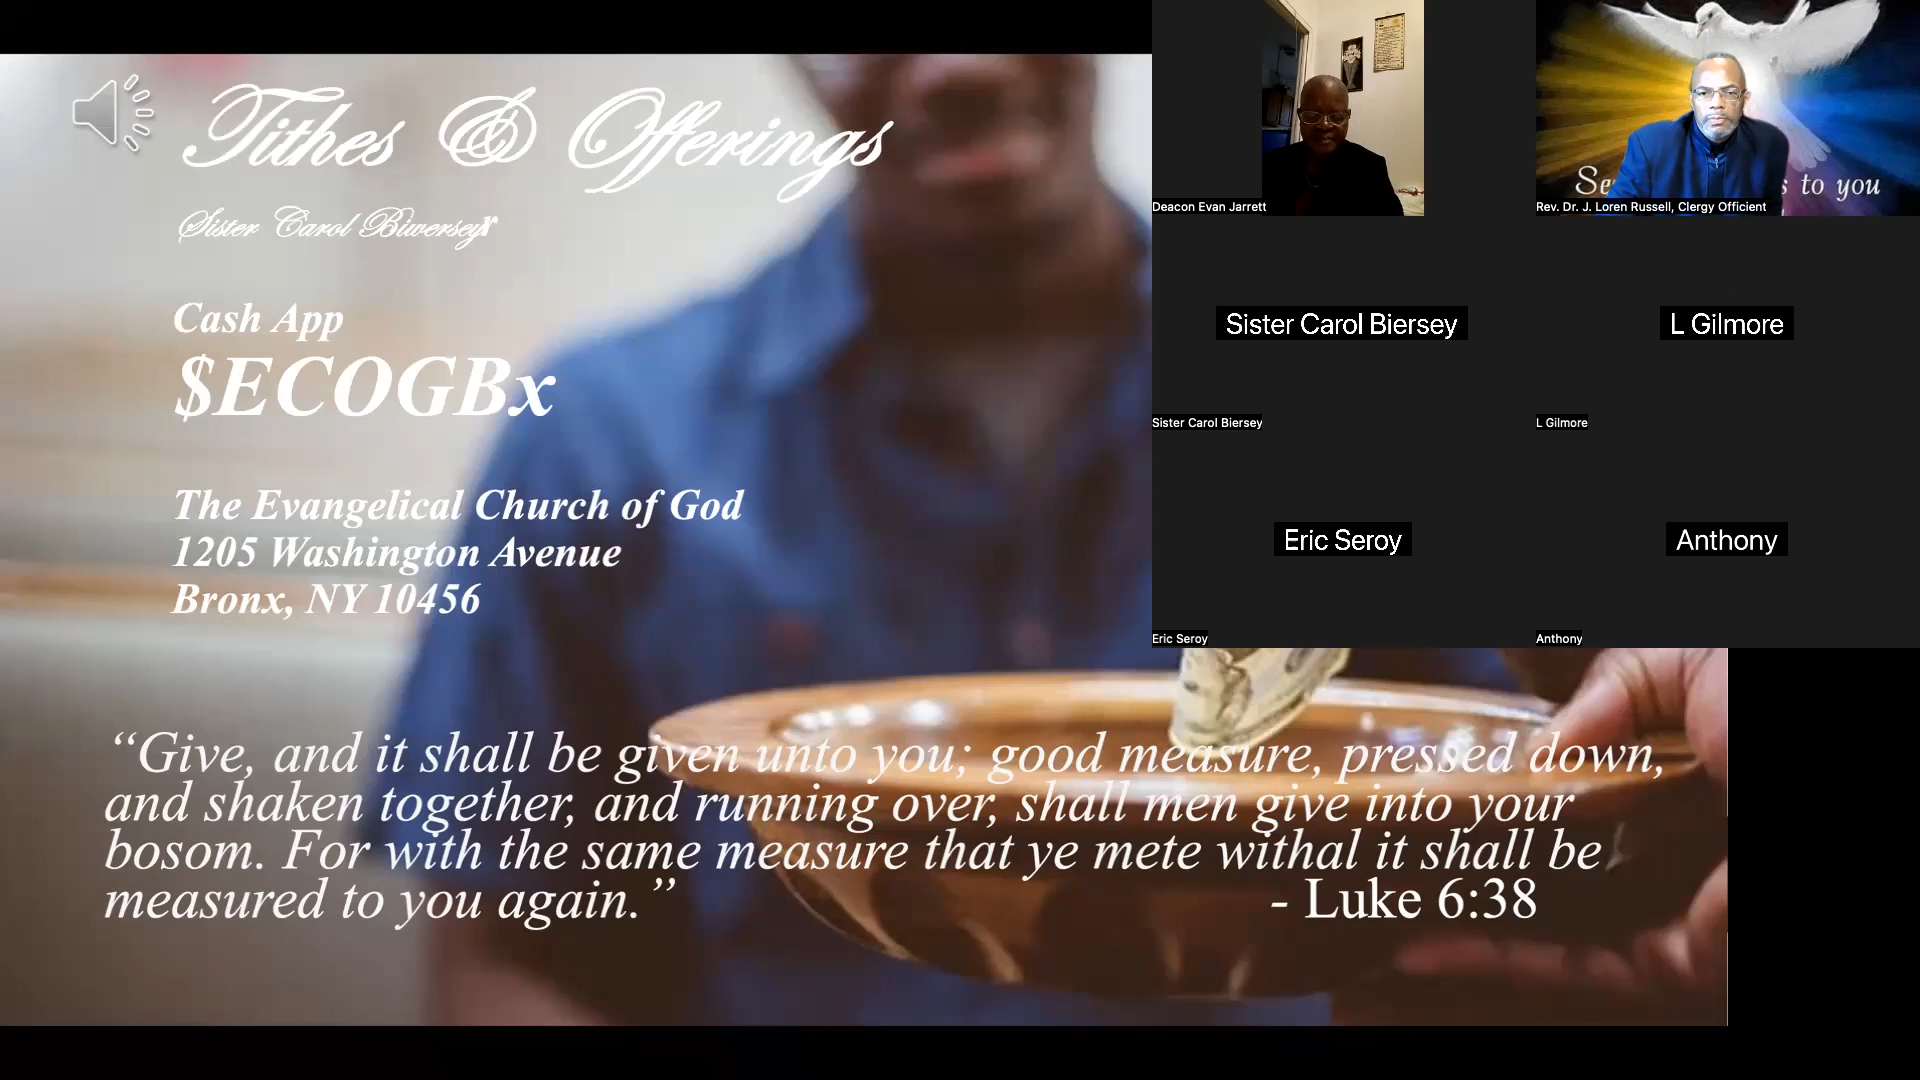 Tithes & Offerings
Sister Carol Biwerseyr
Cash App
$ECOGBx
The Evangelical Church of God
1205 Washington Avenue
Bronx, NY 10456
“Give, and it shall be given unto you; good measure, pressed down,
and shaken together, and running over, shall men give into your
bosom. For with the same measure that ye mete withal it shall be
measured to you again.”
- Luke 6:38
Deacon Evan Jarrett
Se s to you
Rev. Dr. J. Loren Russell, Clergy Officient
Sister Carol Biersey
L Gilmore
Sister Carol Biersey
L Gilmore
Eric Seroy
Anthony
Eric Seroy
Anthony